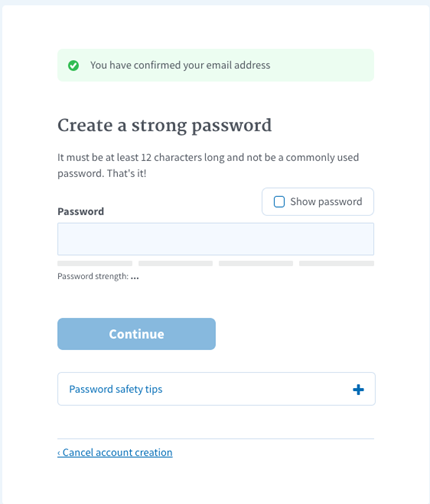 You have confirmed your email address
Create a strong password
It must be at least 12 characters long and not be a commonly used
password. That's it!
Show password
Password
Password strength: ...
Continue
Password safety tips
‹ Cancel account creation